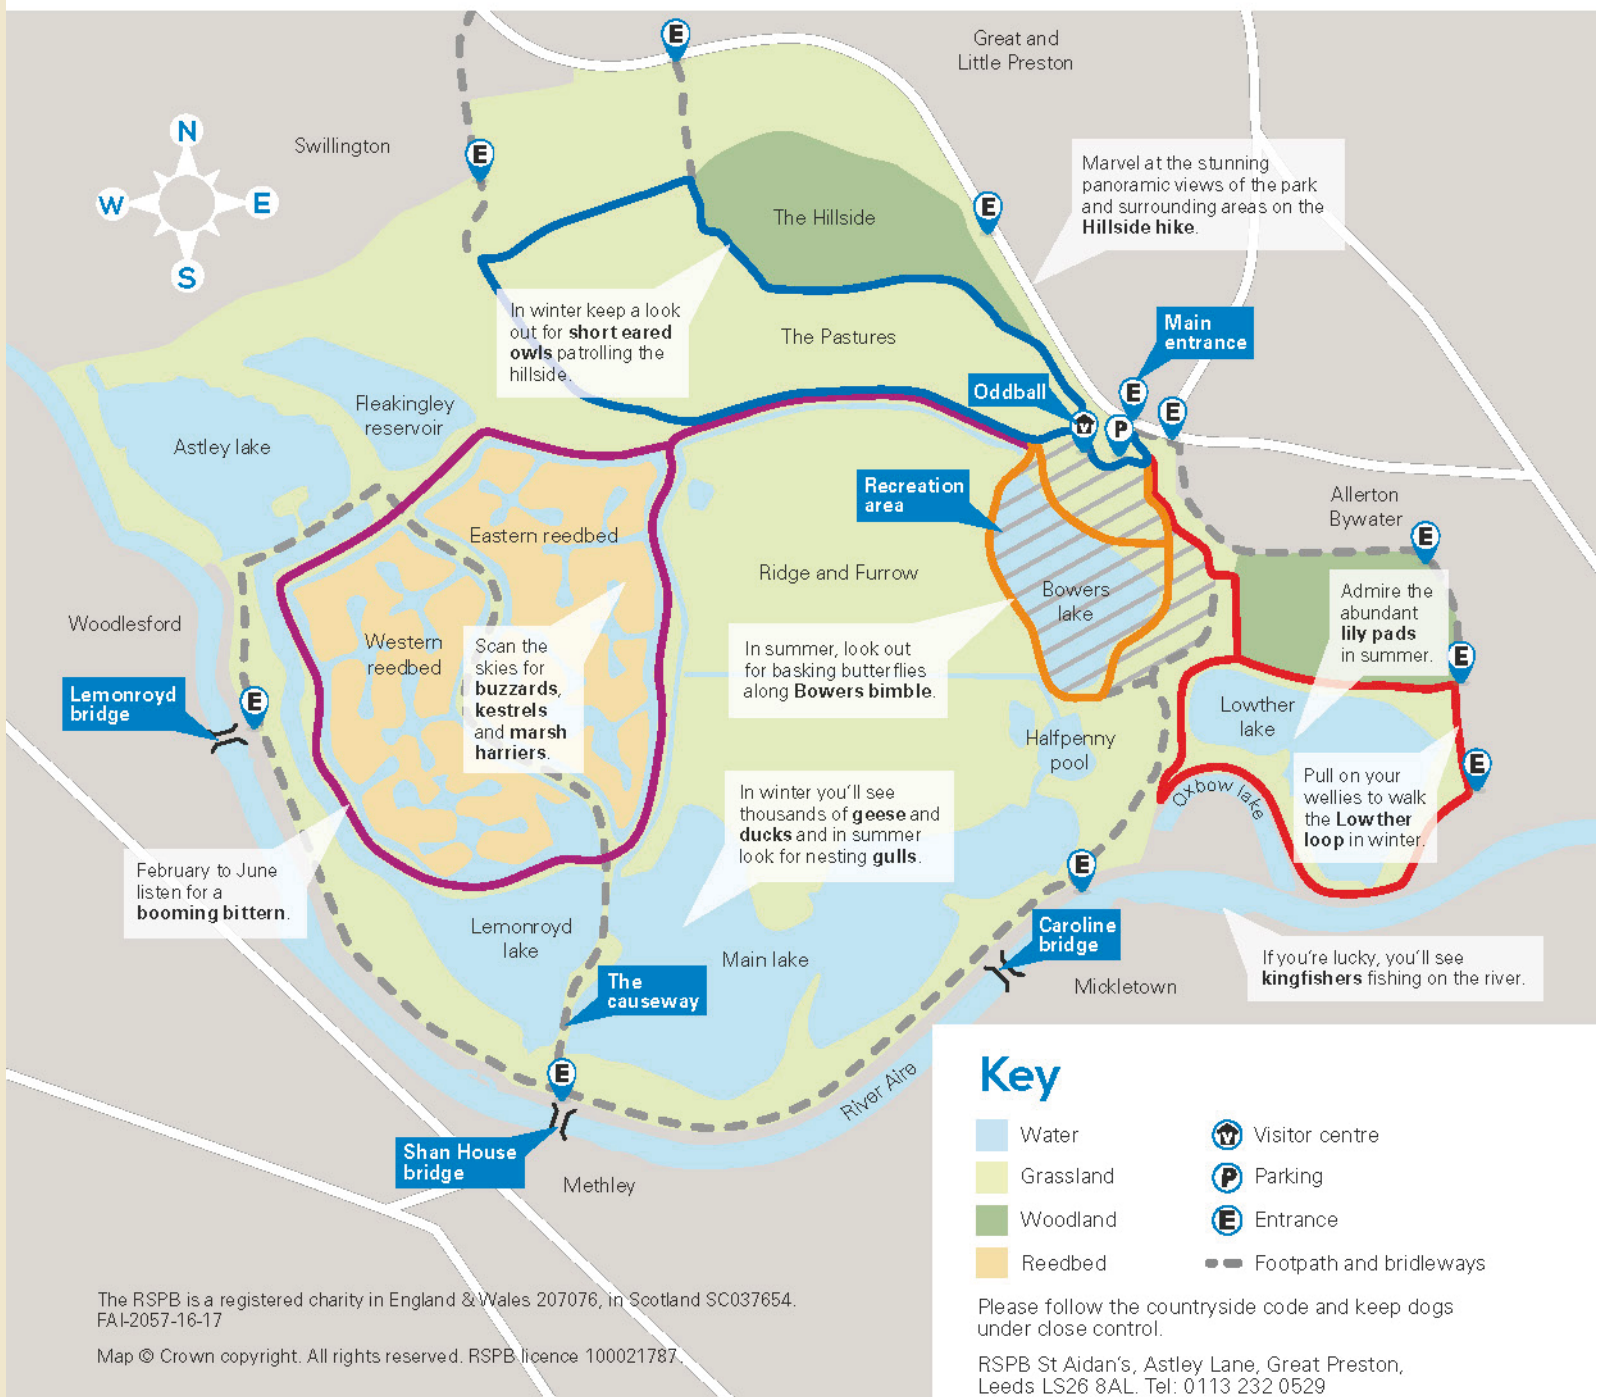 E
Great and
Little Preston
N
Swillington
E
Marvel at the stunning
panoramic views of the park
and surrounding areas on the
Hillside hike.
W
E
E
The Hillside
S
In winter keep a look
out for short eared
owls patrolling the
hillside.
The Pastures
Main
entrance
Oddball
E
E
V
P
Fleakingley
reservoir
Astley lake
Recreation
area
Allerton
Bywater
E
Eastern reedbed
Ridge and Furrow
Bowers
lake
Admire the
abundant
lily pads
in summer.
Woodlesford
Western
reedbed
Scan the
skies for
buzzards,
kestrels
and marsh
harriers.
In summer, look out
for basking butterflies
along Bowers bimble.
E
Lemonroyd
bridge
E
Lowther
lake
Halfpenny
pool
E
Pull on your
wellies to walk
the Lowther
loop in winter.
Oxbow lake
In winter you'll see
thousands of geese and
ducks and in summer
look for nesting gulls.
February to June
listen for a
booming bittern.
E
Lemonroyd
lake
Main lake
Caroline
bridge
If you're lucky, you'll see
kingfishers fishing on the river.
Mickletown
The
causeway
E
River Aire
Shan House
bridge
Methley
Key
Water
Grassland
Woodland
Reedbed
V Visitor centre
P Parking
E Entrance
Footpath and bridleways
Please follow the countryside code and keep dogs
under close control.
RSPB St Aidan's, Astley Lane, Great Preston,
Leeds LS26 8AL. Tel: 0113 232 0529
The RSPB is a registered charity in England & Wales 207076, in Scotland SC037654.
FAI-2057-16-17
Map © Crown copyright. All rights reserved. RSPB licence 100021787.